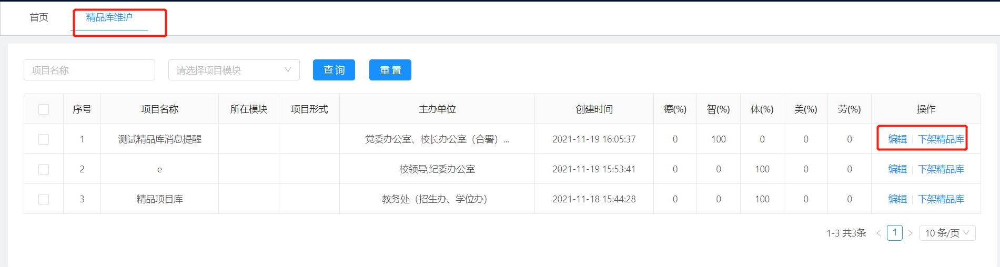 首页 精品库维护
项目名称 请选择项目模块 查 询 重 置
序号 项目名称 所在模块 项目形式 主办单位 创建时间 德(%) 智(%) 体(%) 美(%) 劳(%) 操作
1 测试精品库消息提醒 党委办公室、校长办公室（合署）... 2021-11-19 16:05:37 0 100 0 0 0 编辑 下架精品库
2 e 校领导,纪委办公室 2021-11-19 15:53:41 0 0 100 0 0 编辑 下架精品库
3 精品项目库 教务处（招生办、学位办） 2021-11-18 15:44:28 0 0 100 0 0 编辑 下架精品库
1-3 共3条 < 1 > 10 条/页